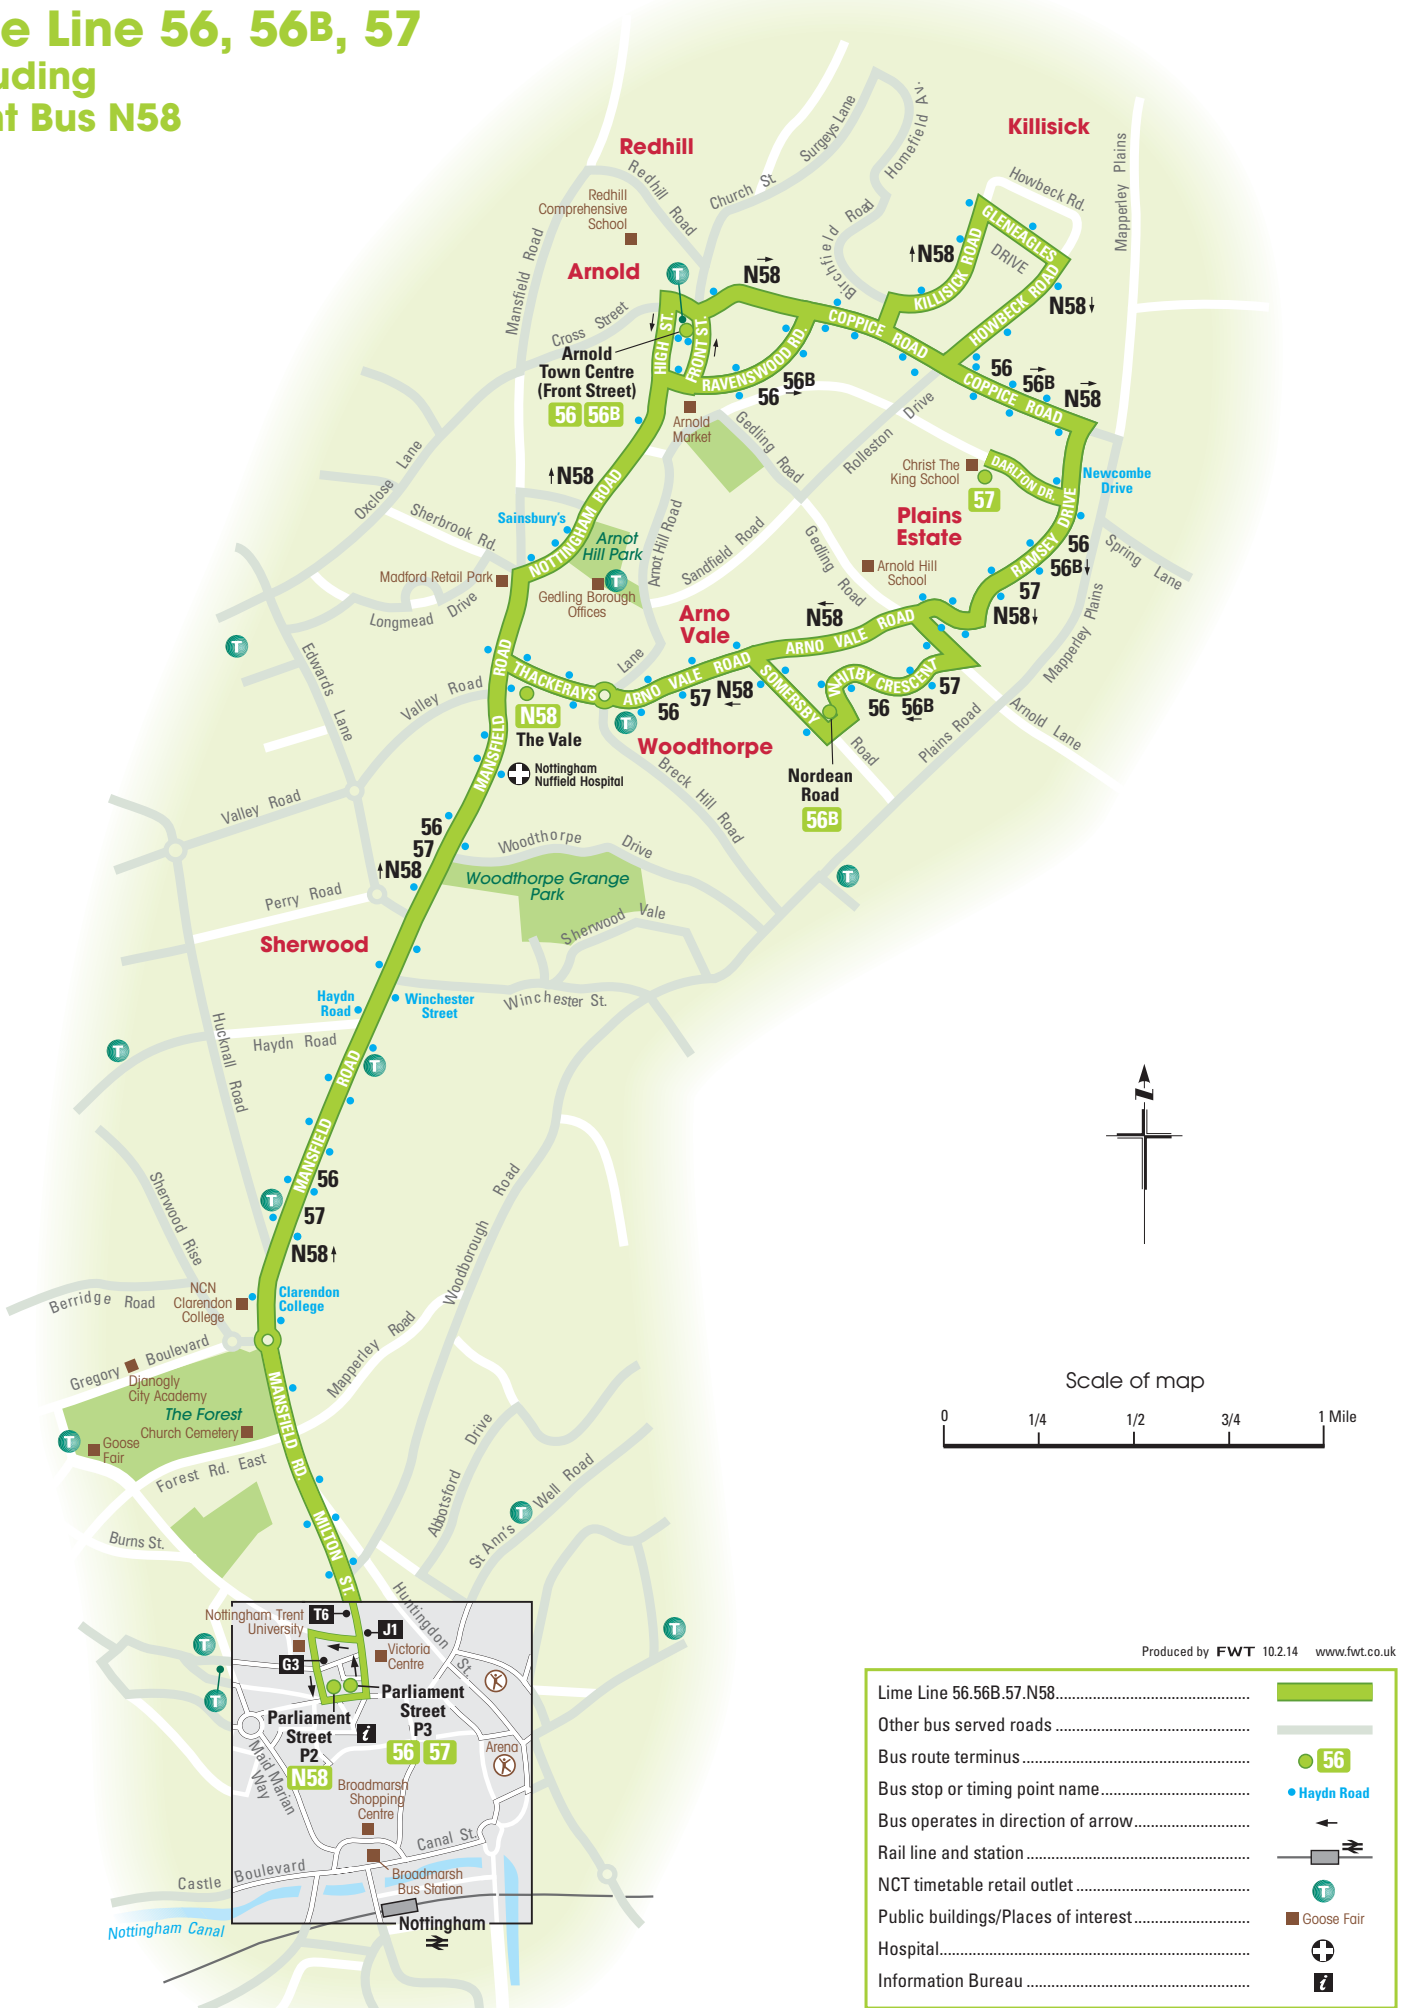 e Line 56, 56B, 57
uding
t Bus N58
Redhill
Killisick
Redhill
Comprehensive
School
Redhill Road
Church St
Surgeys Lane
Homefield Av.
Birchfield Road
Howbeck Rd.
Mapperley Plains
GLENEAGLES
DRIVE
N58
KILLISICK ROAD
HOWBECK ROAD
N58
Mansfield Road
Arnold
N58
Cross Street
Arnold
Town Centre
(Front Street)
56 56B
HIGH ST.
FRONT ST.
RAVENSWOOD RD.
56 56B
COPPICE ROAD
56
56B
N58
COPPICE ROAD
Arnold
Market
Gedling Road
Rolleston Drive
Christ The
King School
DARLTON DR.
57
Newcombe
Drive
Oxclose Lane
N58
Sherbrook Rd.
Sainsbury's
NOTTINGHAM ROAD
Arnot
Hill Park
Arnot Hill Road
Sandfield Road
Gedling Road
Plains
Estate
RAMSEY DRIVE
56
56B
57
N58
Spring Lane
Mapperley Plains
Arnold Hill
School
Madford Retail Park
Longmead Drive
Gedling Borough
Offices
Arno
Vale
N58
ARNO VALE ROAD
Edwards Lane
Valley Road
ROAD
THACKERAYS
Lane
ARNO VALE ROAD
56
57
N58
SOMERSBY
Road
WHITBY CRESCENT
56
56B
57
N58
The Vale
Woodthorpe
Arnold Lane
Plains Road
Nordean
Road
56B
MANSFIELD
Nottingham
Nuffield Hospital
Breck Hill Road
Valley Road
56
57
N58
Woodthorpe Drive
Woodthorpe Grange
Park
Perry Road
Sherwood Vale
Sherwood
Haydn
Road
Winchester
Street
Winchester St.
Hucknall Road
Haydn Road
ROAD
MANSFIELD
56
57
N58
Sherwood Rise
Woodborough Road
Berridge Road
NCN
Clarendon
College
Clarendon
College
Mapperley Road
Gregory Boulevard
Djanogly
City Academy
The Forest
Church Cemetery
Goose
Fair
MANSFIELD RD.
Forest Rd. East
Abbotsford Drive
St Ann's Well Road
Burns St.
MILTON ST.
Huntingdon St.
Nottingham Trent
University
T6
J1
G3
Victoria
Centre
Parliament
Street
P3
56 57
Parliament
Street
P2
N58
i
Maid Marian
Way
Arena
Broadmarsh
Shopping
Centre
Canal St.
Castle Boulevard
Broadmarsh
Bus Station
Nottingham Canal
Nottingham
N
Scale of map
0 1/4 1/2 3/4 1 Mile
Produced by FWT 10.2.14 www.fwt.co.uk
Lime Line 56.56B.57.N58
Other bus served roads
Bus route terminus 56
Bus stop or timing point name Haydn Road
Bus operates in direction of arrow
Rail line and station
NCT timetable retail outlet T
Public buildings/Places of interest Goose Fair
Hospital
Information Bureau i